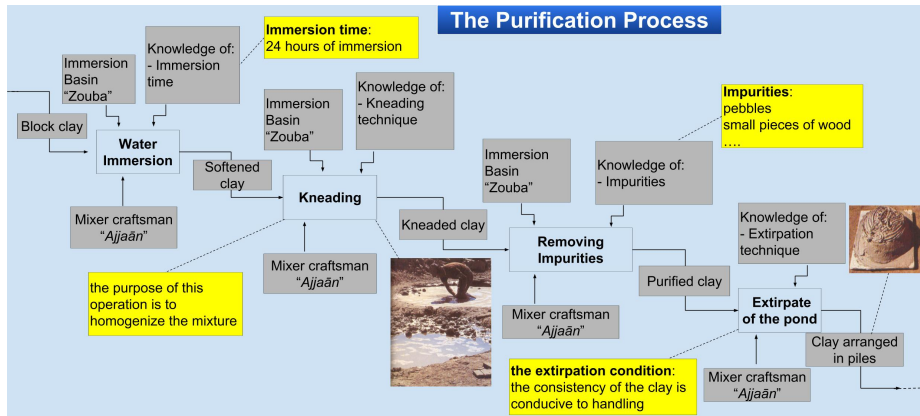 The Purification Process
Immersion time:
24 hours of immersion
Immersion
Basin
“Zouba”
Knowledge of:
- Immersion
time
Block clay
Water
Immersion
Mixer craftsman
“Ajjaān”
Softened
clay
Immersion
Basin
“Zouba”
Knowledge of:
- Kneading
technique
Kneading
Mixer craftsman
“Ajjaān”
the purpose of this
operation is to
homogenize the mixture
Kneaded clay
Immersion
Basin
“Zouba”
Impurities:
pebbles
small pieces of wood
….
Knowledge of:
- Impurities
Removing
Impurities
Mixer craftsman
“Ajjaān”
Purified clay
Knowledge of:
- Extirpation
technique
Extirpate
of the pond
Mixer craftsman
“Ajjaān”
the extirpation condition:
the consistency of the clay is
conducive to handling
Clay arranged
in piles